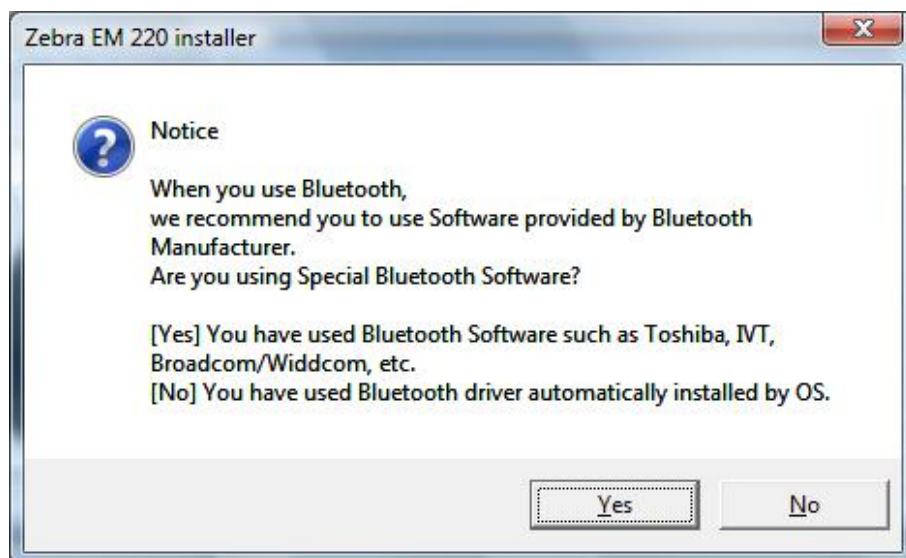 Zebra EM 220 installer
Notice
When you use Bluetooth,
we recommend you to use Software provided by Bluetooth
Manufacturer.
Are you using Special Bluetooth Software?
[Yes] You have used Bluetooth Software such as Toshiba, IVT,
Broadcom/Widdcom, etc.
[No] You have used Bluetooth driver automatically installed by OS.
Yes
No